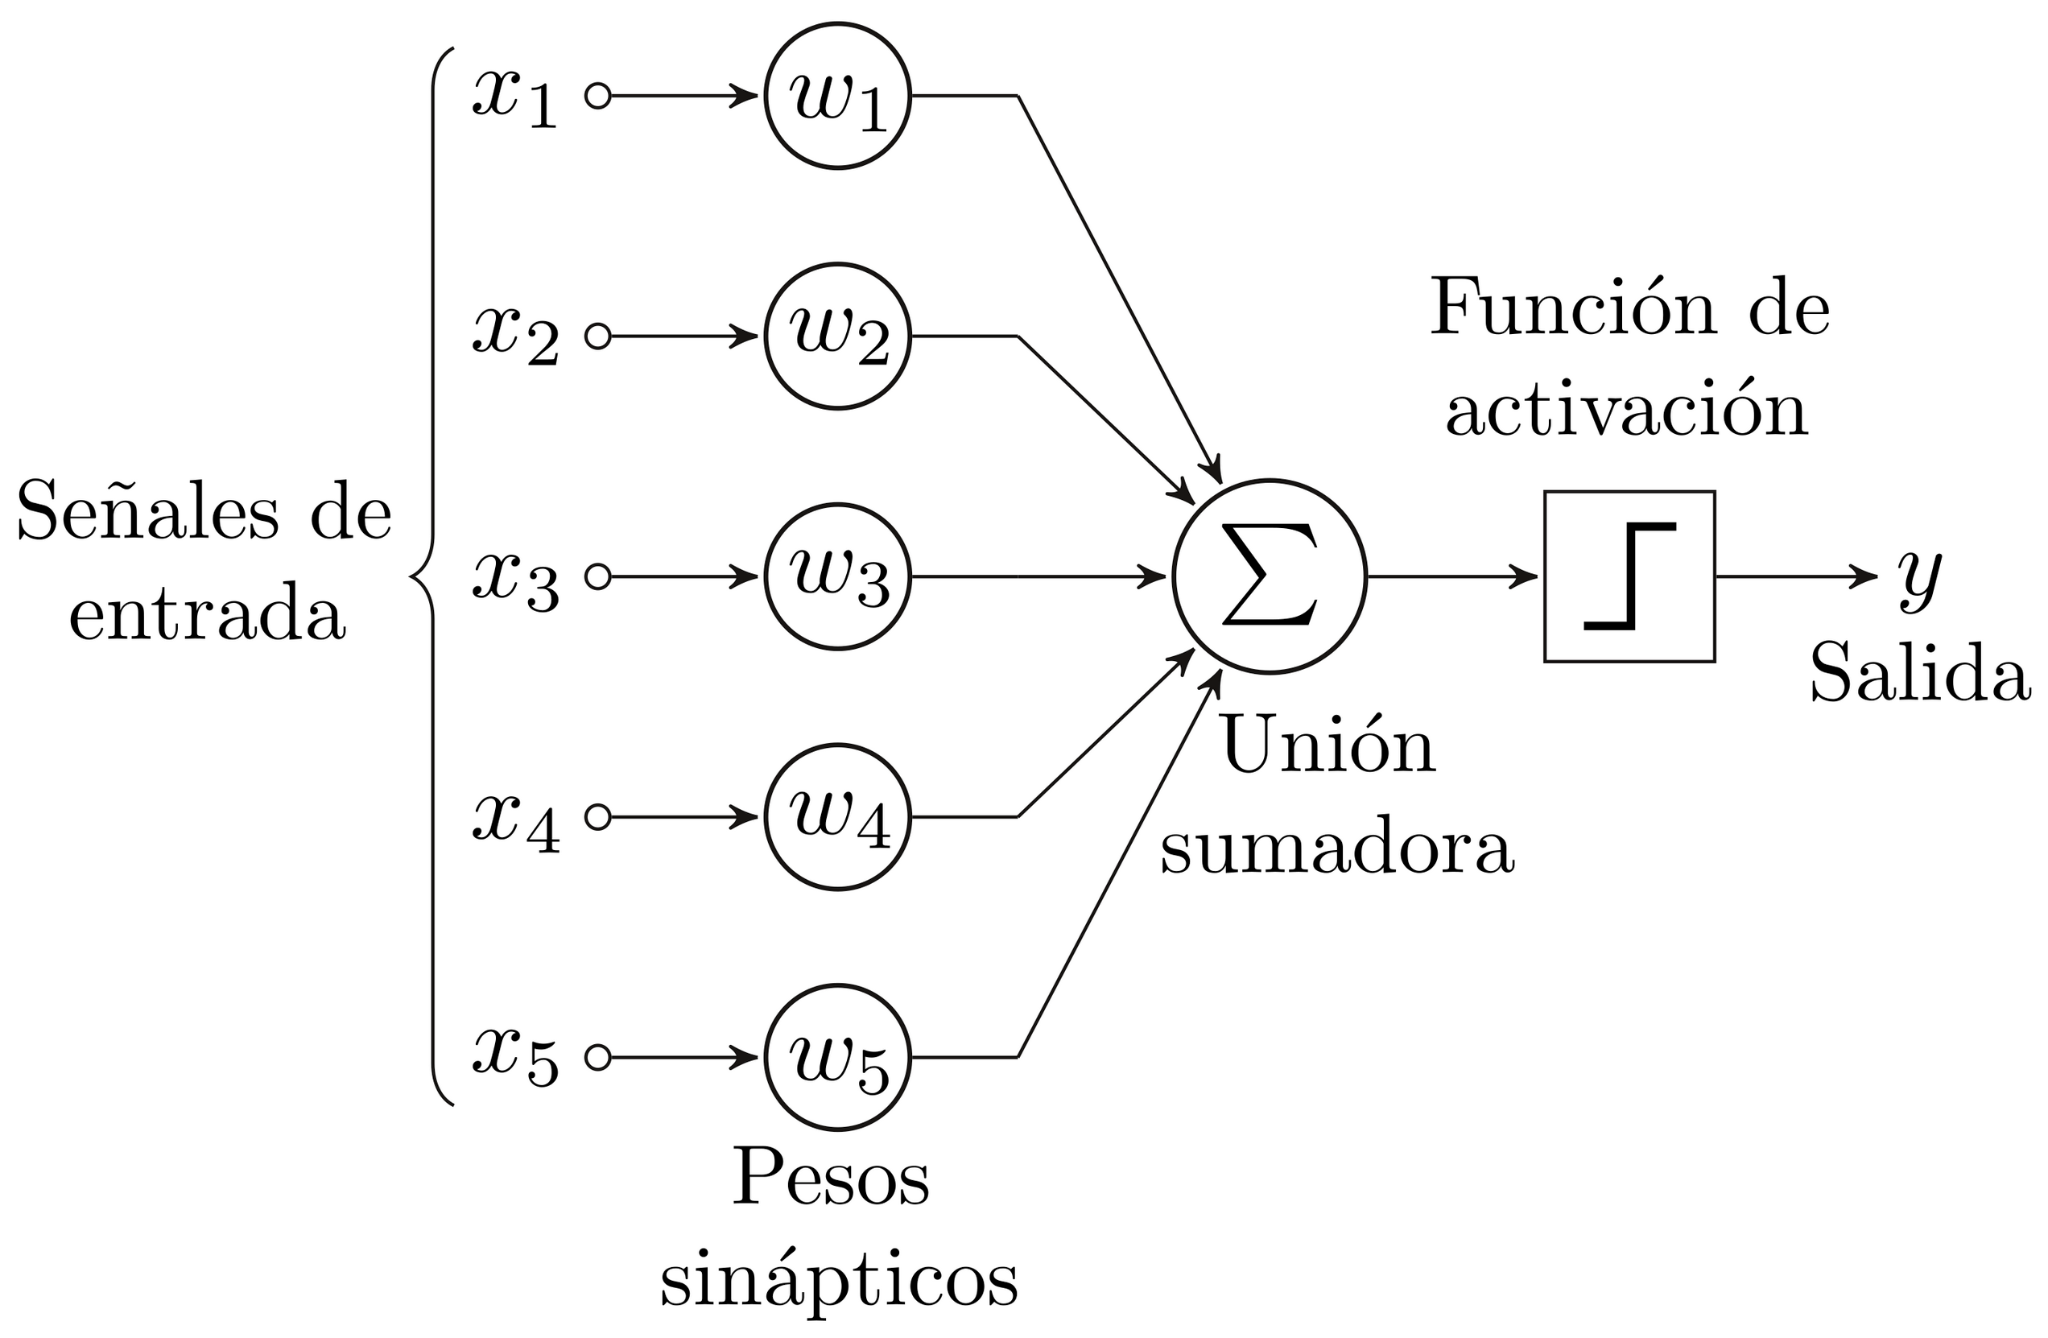 Señales de
entrada
x₁
w₁
x₂
w₂
x₃
w₃
x₄
w₄
x₅
w₅
Pesos
sinápticos
Σ
Unión
sumadora
Función de
activación
y
Salida